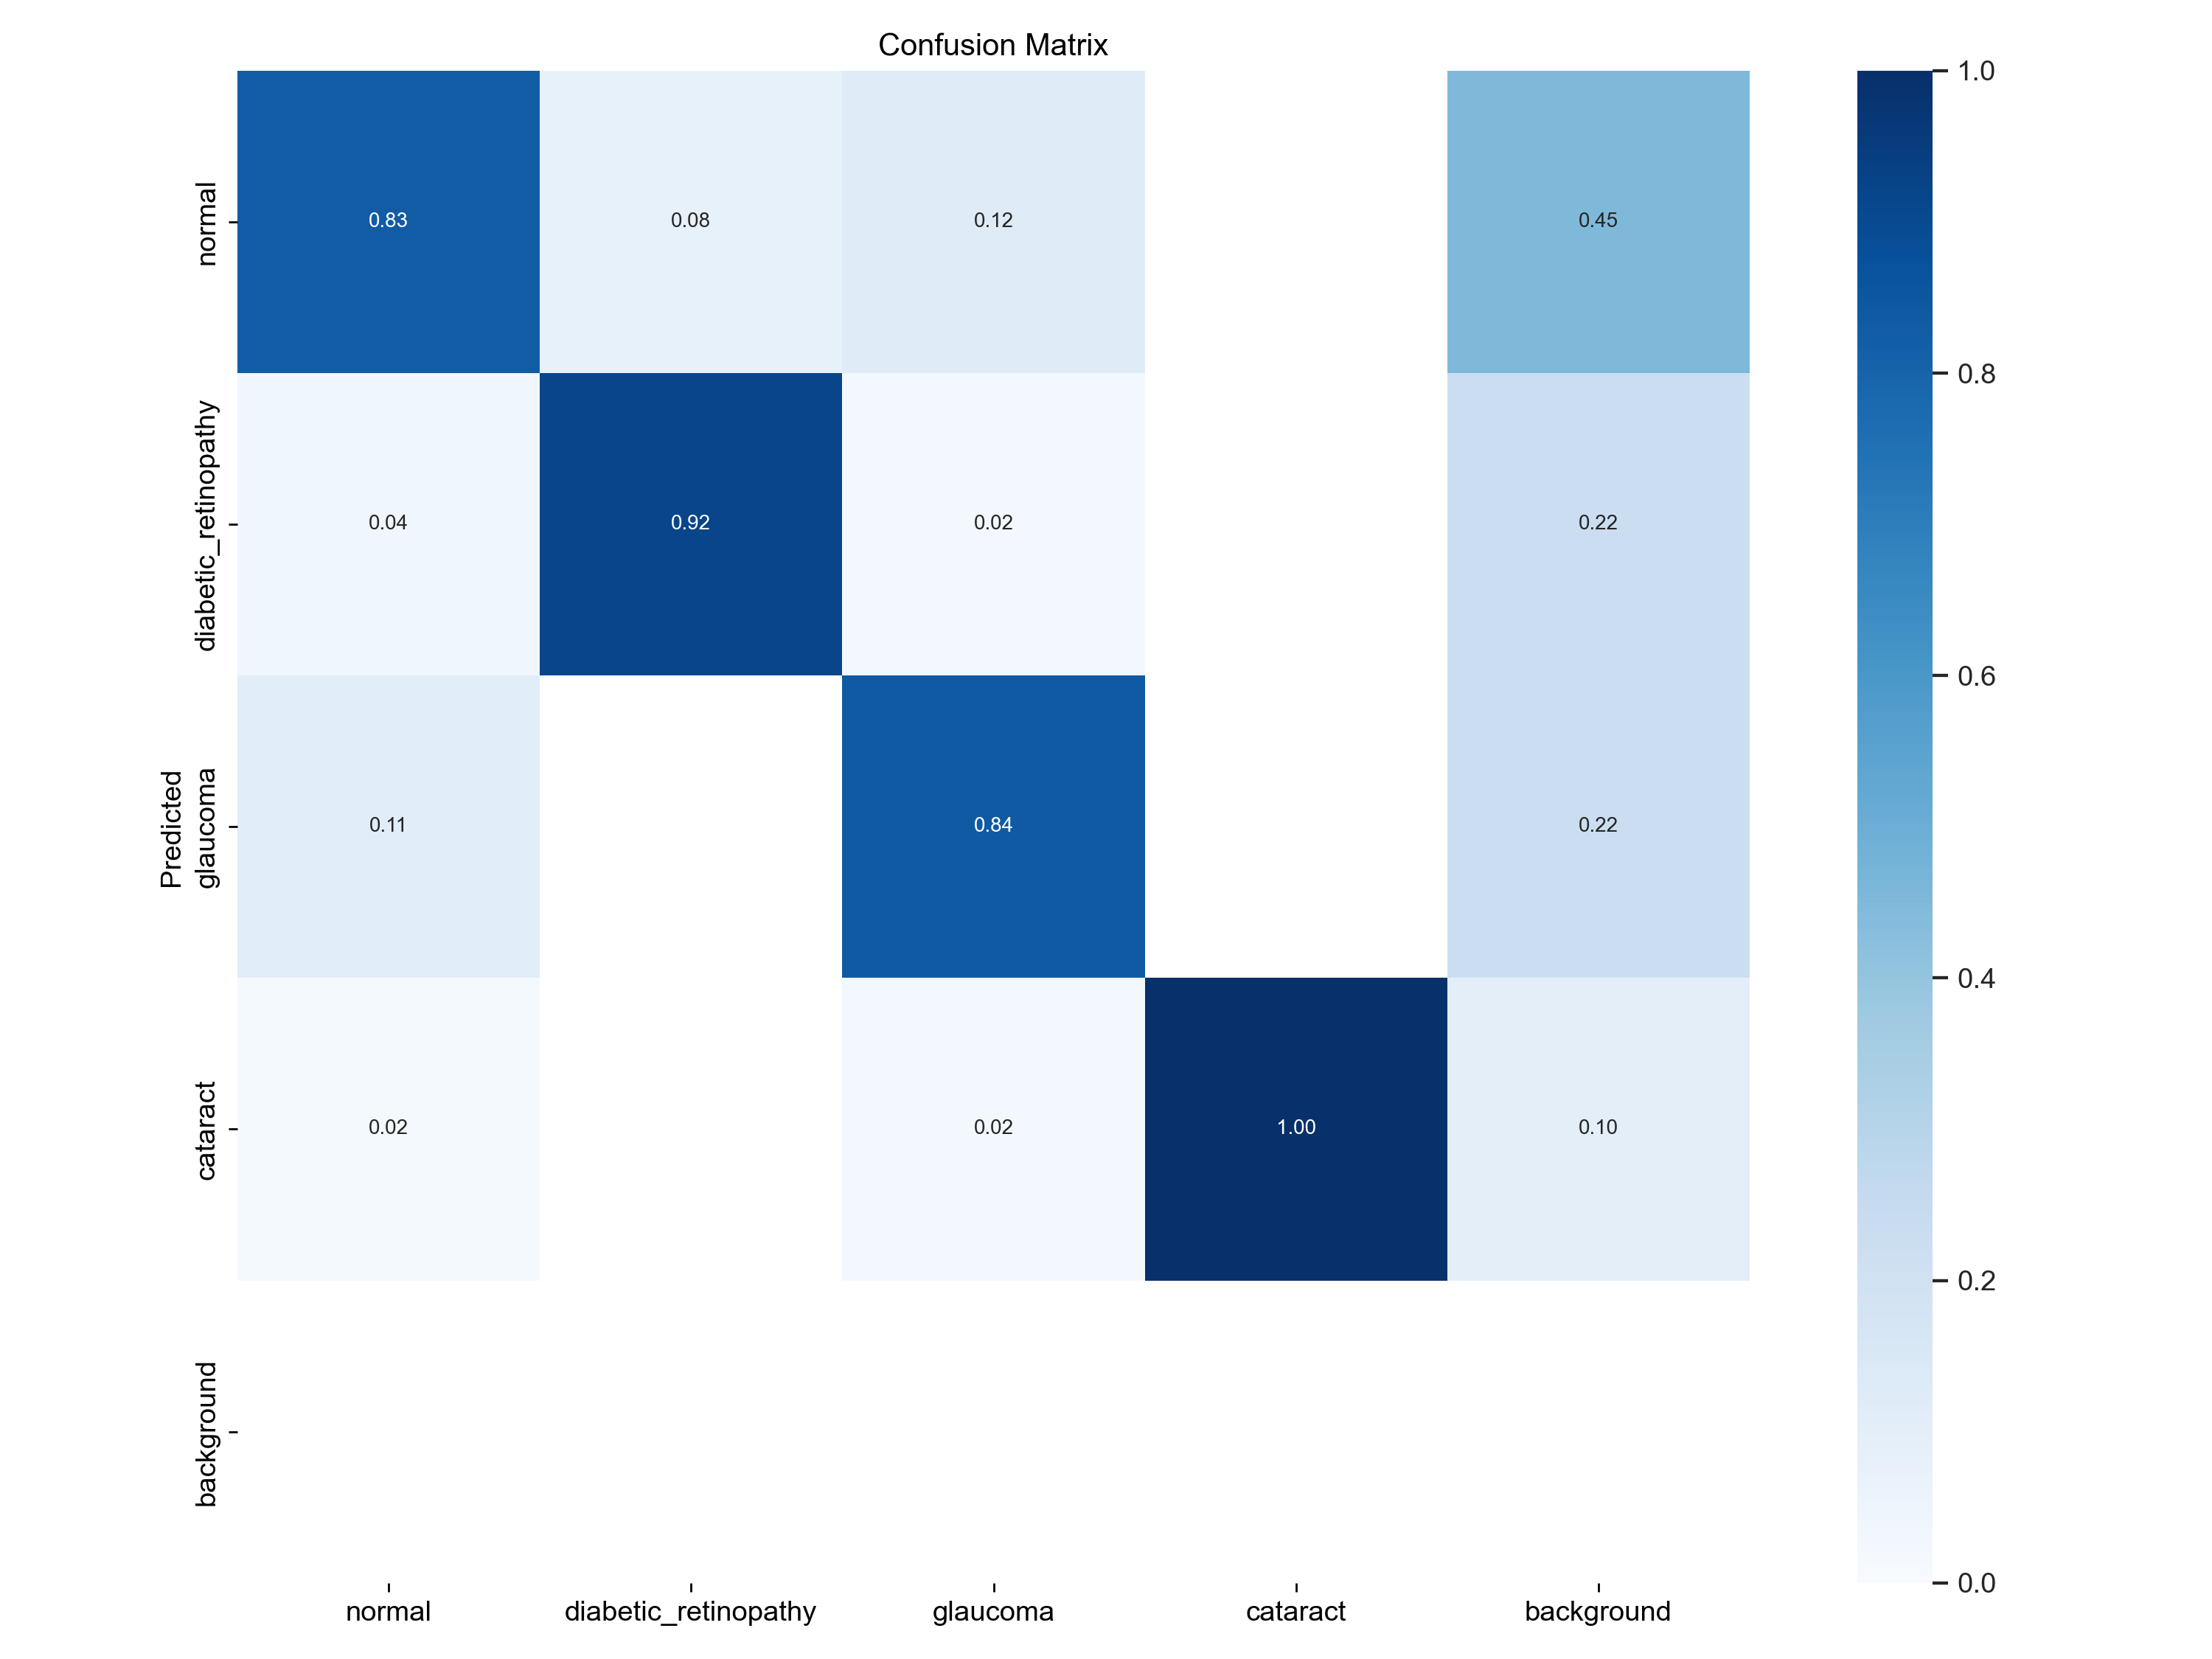 Confusion Matrix
normal
0.83
0.08
0.12
0.45
1.0
diabetic_retinopathy
0.04
0.92
0.02
0.22
0.8
Predicted
glaucoma
0.11
0.84
0.22
0.6
cataract
0.02
0.02
1.00
0.10
0.4
background
0.2
0.0
normal
diabetic_retinopathy
glaucoma
cataract
background